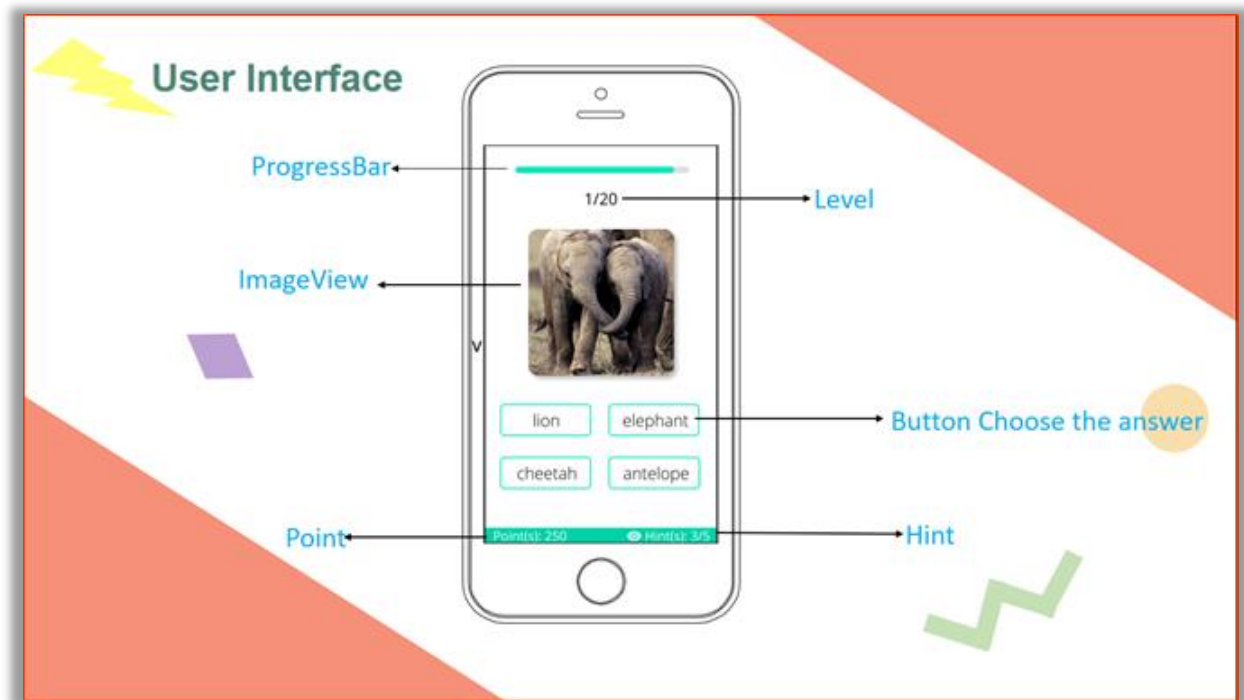 User Interface
ProgressBar
1/20
Level
ImageView
v
lion
elephant
Button Choose the answer
cheetah
antelope
Point
Point(s): 250
Hint(s): 3/5
Hint